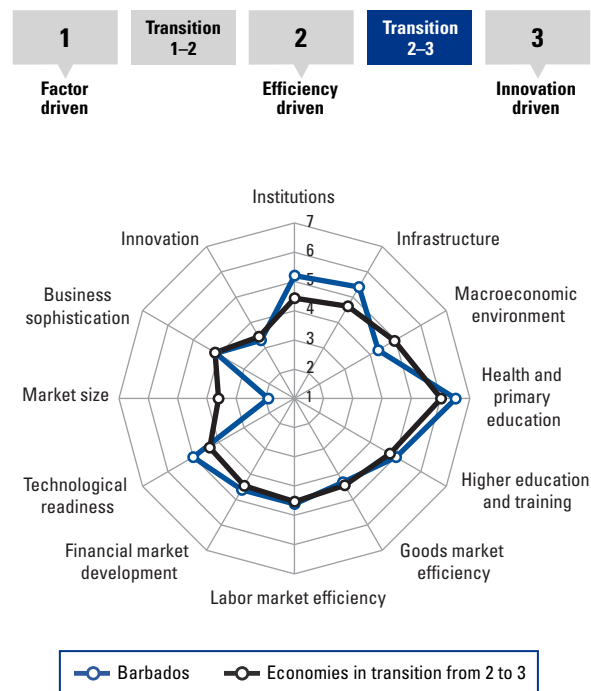 1
Transition
1–2
2
Transition
2–3
3
Factor
driven
Efficiency
driven
Innovation
driven
Institutions
7
Innovation
Infrastructure
6
5
Business
sophistication
Macroeconomic
environment
4
3
2
Market size
1
Health and
primary
education
Technological
readiness
Higher education
and training
Financial market
development
Goods market
efficiency
Labor market efficiency
Barbados
Economies in transition from 2 to 3